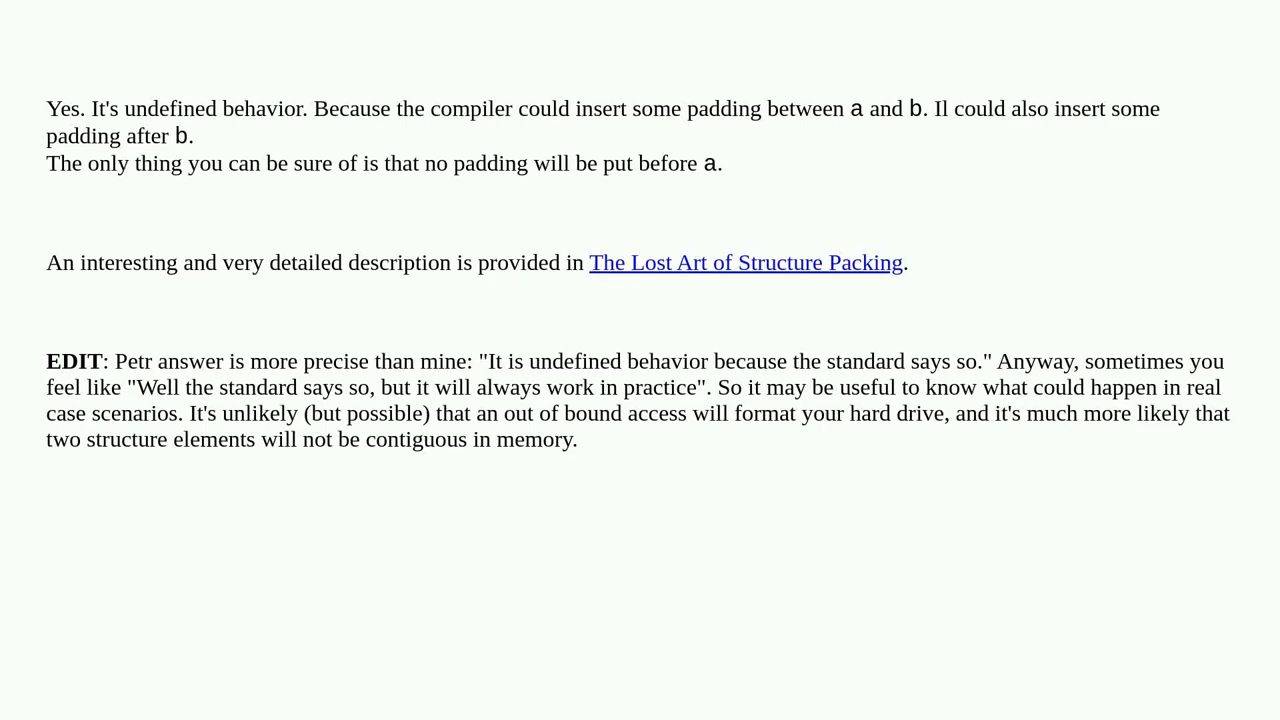 Yes. It's undefined behavior. Because the compiler could insert some padding between a and b. Il could also insert some
padding after b.
The only thing you can be sure of is that no padding will be put before a.
An interesting and very detailed description is provided in The Lost Art of Structure Packing.
EDIT: Petr answer is more precise than mine: "It is undefined behavior because the standard says so." Anyway, sometimes you
feel like "Well the standard says so, but it will always work in practice". So it may be useful to know what could happen in real
case scenarios. It's unlikely (but possible) that an out of bound access will format your hard drive, and it's much more likely that
two structure elements will not be contiguous in memory.